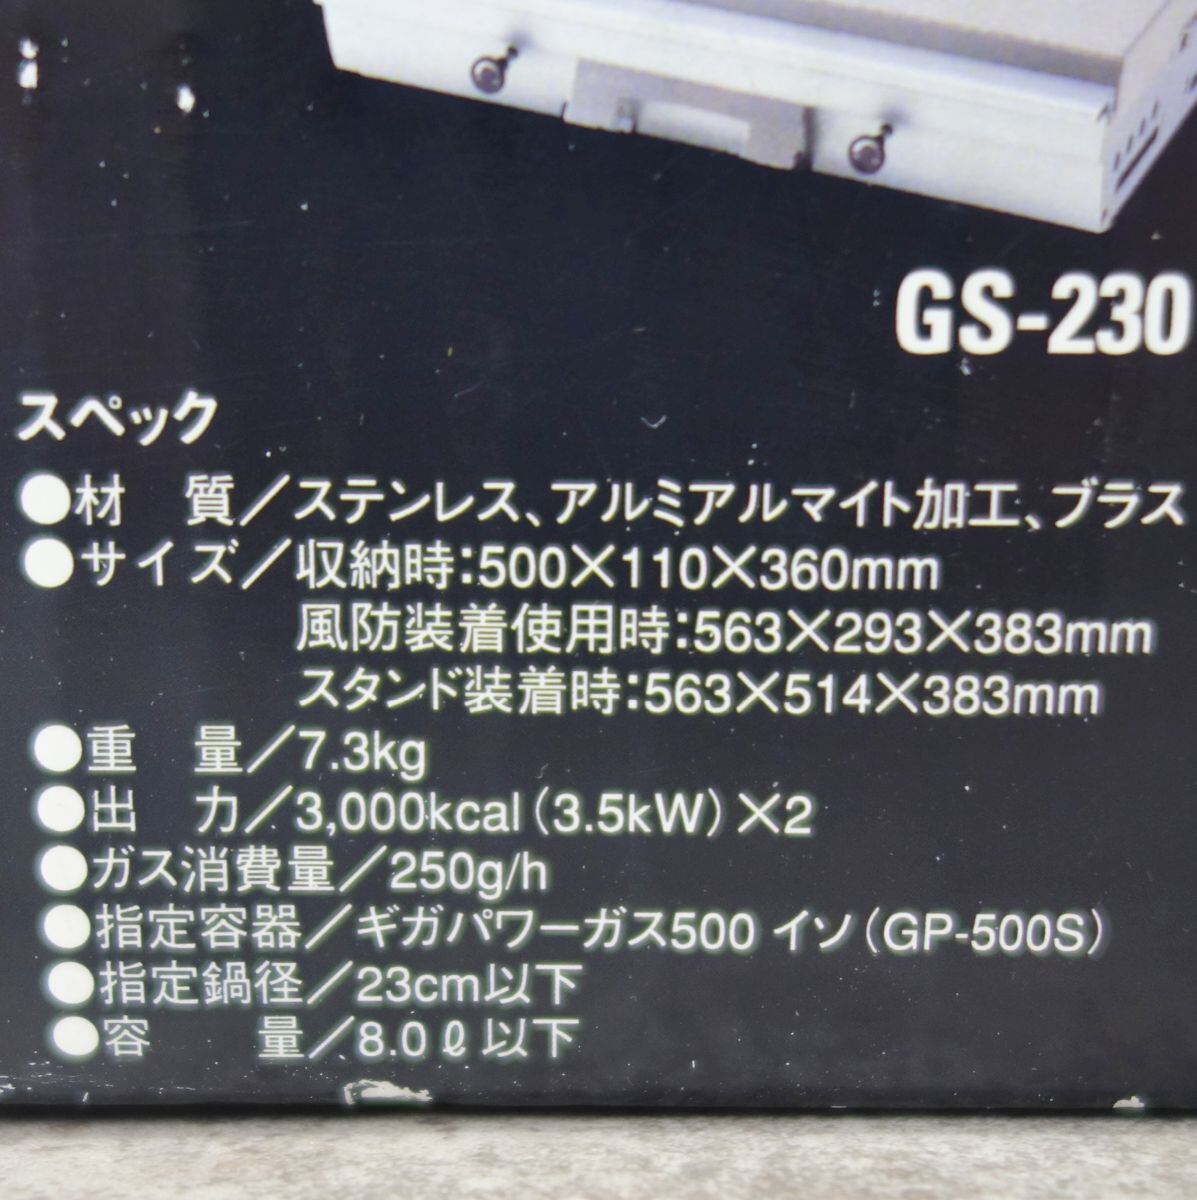 GS-230
スペック
●材　質／ステンレス、アルミアルマイト加工、ブラス
●サイズ／収納時：500×110×360mm
風防装着使用時：563×293×383mm
スタンド装着時：563×514×383mm
●重　量／7.3kg
●出　力／3,000kcal（3.5kW）×2
●ガス消費量／250g/h
●指定容器／ギガパワーガス500 イソ（GP-500S）
●指定鍋径／23cm以下
●容　　量／8.0ℓ以下